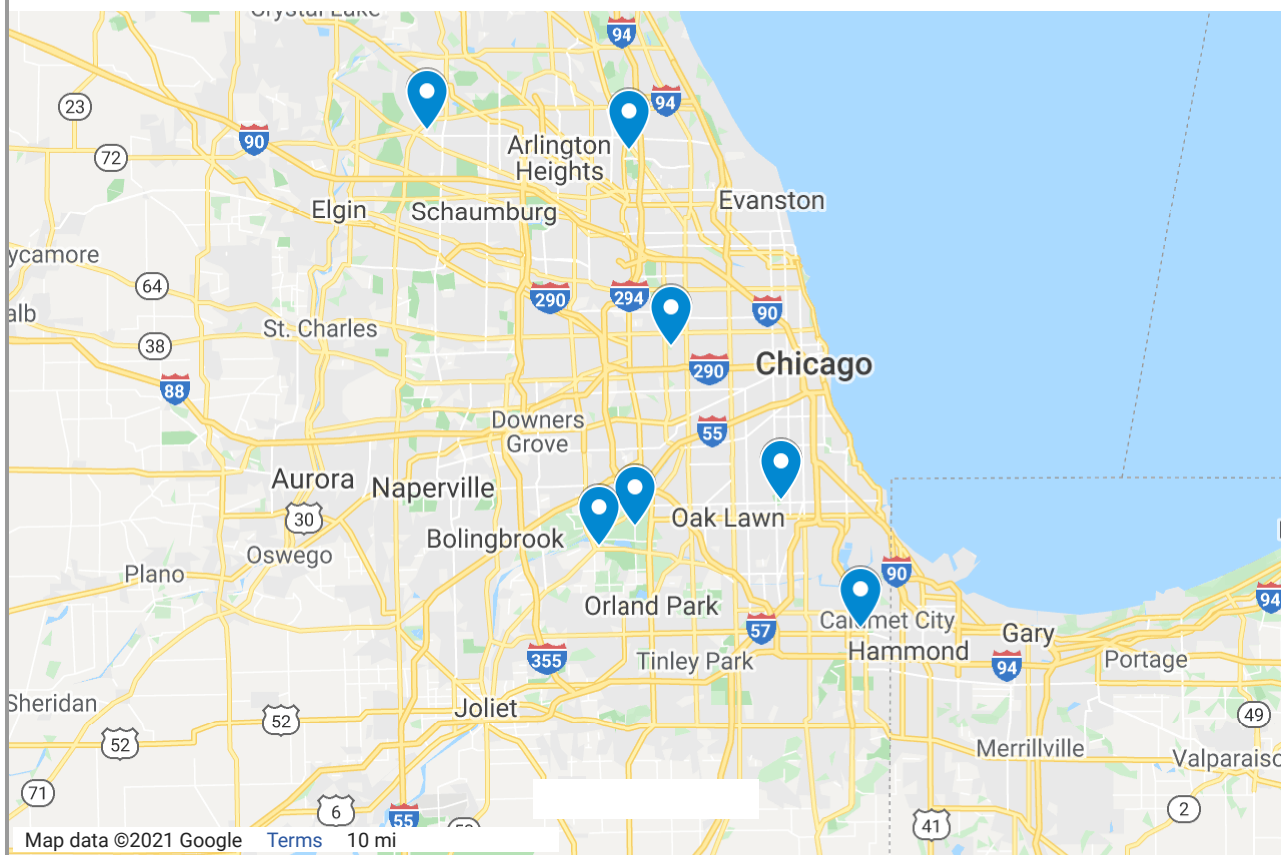 Crystal Lake
94
23
94
90
Arlington
Heights
72
Evanston
Elgin
Schaumburg
ycamore
64
290
294
90
alb
St. Charles
38
Chicago
290
88
Downers
Grove
55
Aurora
Naperville
30
Oak Lawn
Bolingbrook
Oswego
Plano
90
94
Orland Park
Calumet City
57
Gary
Hammond
355
Tinley Park
94
Portage
Sheridan
Joliet
52
49
52
Merrillville
Valparaiso
71
6
55
2
41
Map data ©2021 Google Terms 10 mi